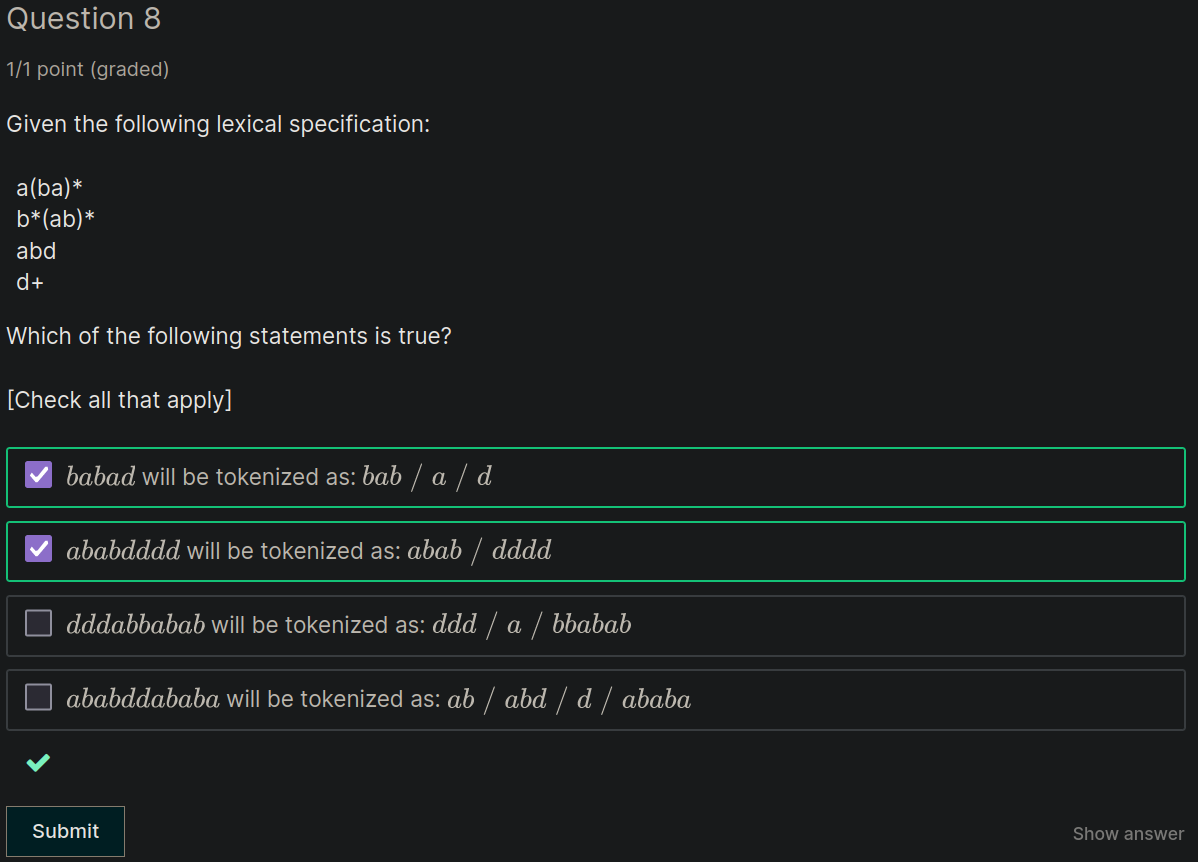 Question 8
1/1 point (graded)
Given the following lexical specification:
a(ba)*
b*(ab)*
abd
d+
Which of the following statements is true?
[Check all that apply]
babad will be tokenized as: bab / a / d
ababdddd will be tokenized as: abab / dddd
dddabbabab will be tokenized as: ddd / a / bbabab
ababddababa will be tokenized as: ab / abd / d / ababa
Submit
Show answer